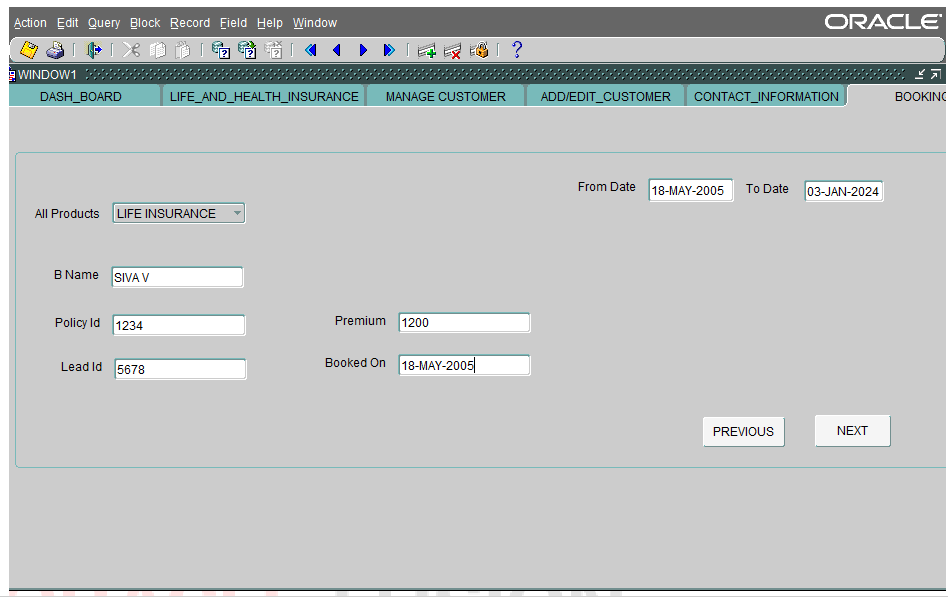 Action Edit Query Block Record Field Help Window
ORACLE
WINDOW1
DASH_BOARD LIFE_AND_HEALTH_INSURANCE MANAGE CUSTOMER ADD/EDIT_CUSTOMER CONTACT_INFORMATION BOOKING
From Date 18-MAY-2005 To Date 03-JAN-2024
All Products LIFE INSURANCE
B Name SIVA V
Policy Id 1234 Premium 1200
Lead Id 5678 Booked On 18-MAY-2005
PREVIOUS NEXT